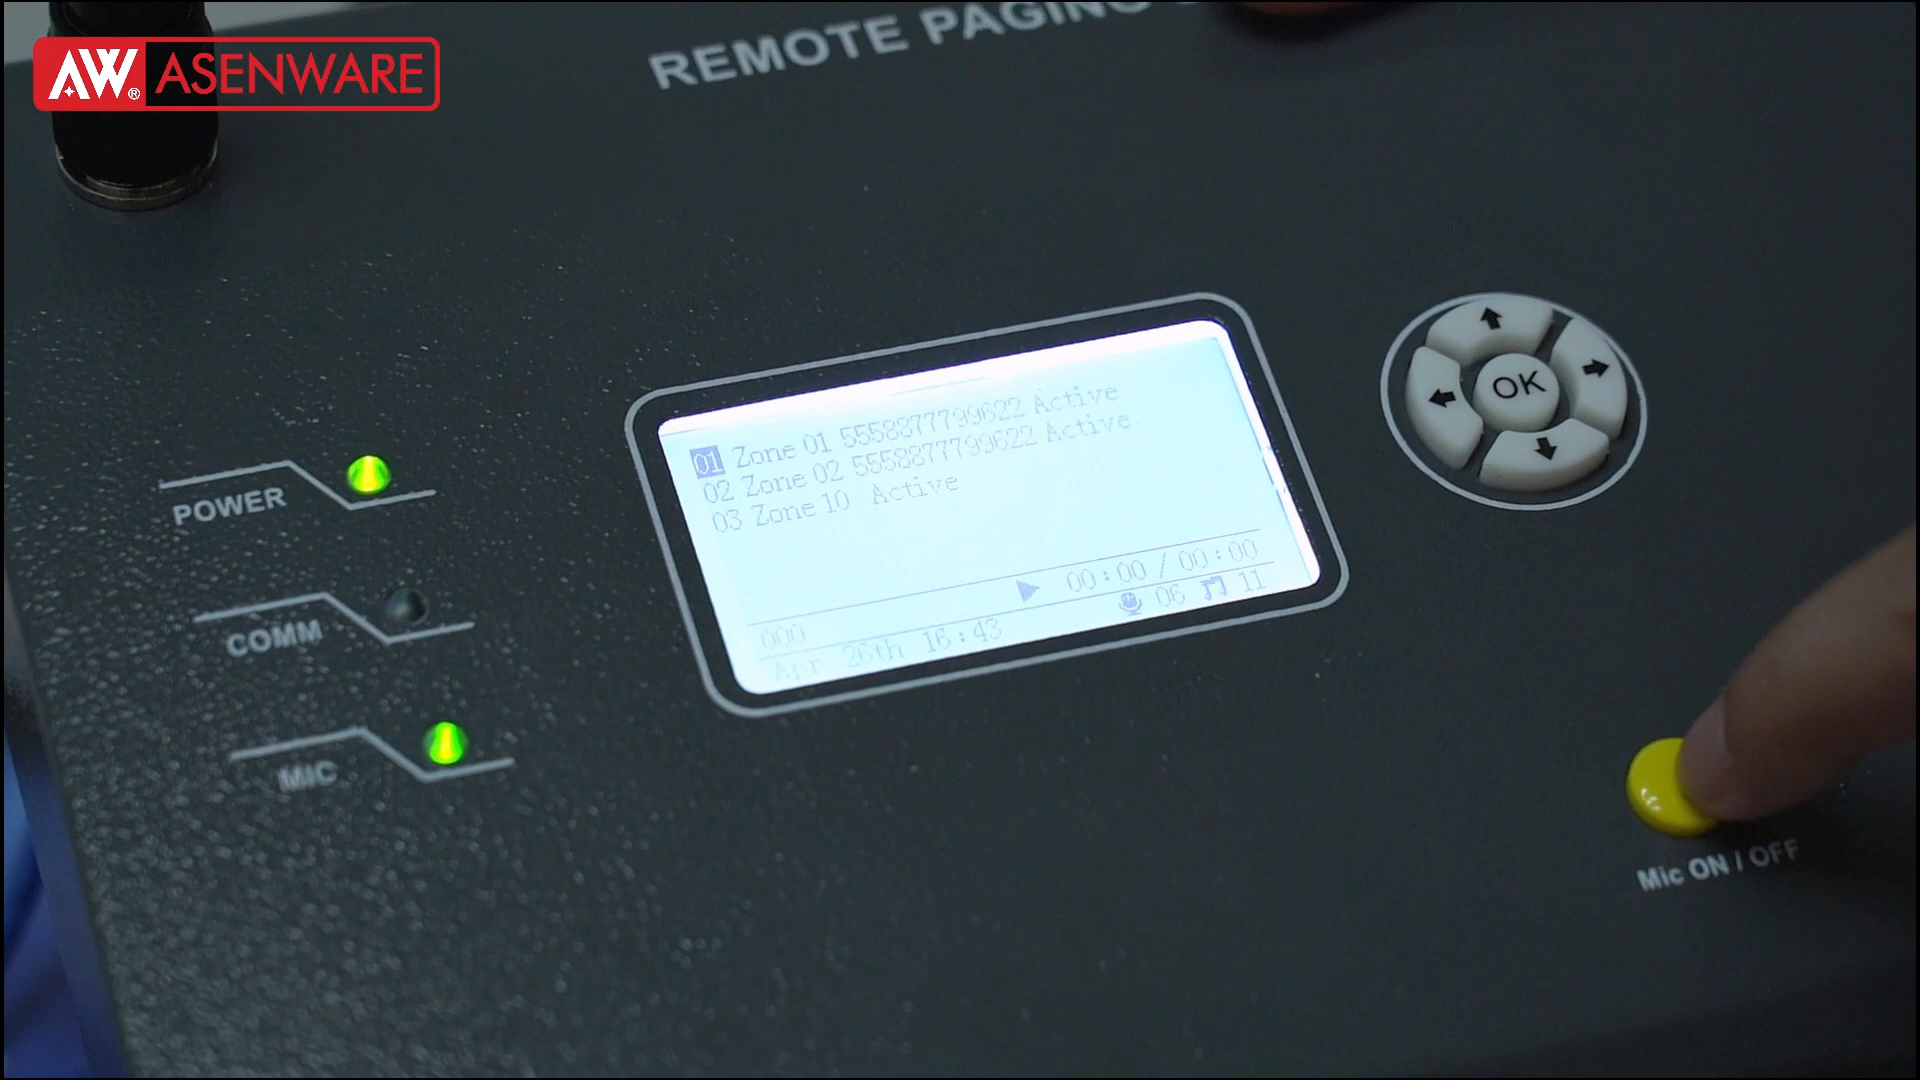 AW® ASENWARE
REMOTE PAGING
01 Zone 01 5558877799622 Active
02 Zone 02 5558877799622 Active
03 Zone 10 Active
000 00:00 / 00:00
Apr 26th 16:43 06 11
POWER
COMM
MIC
OK
Mic ON / OFF